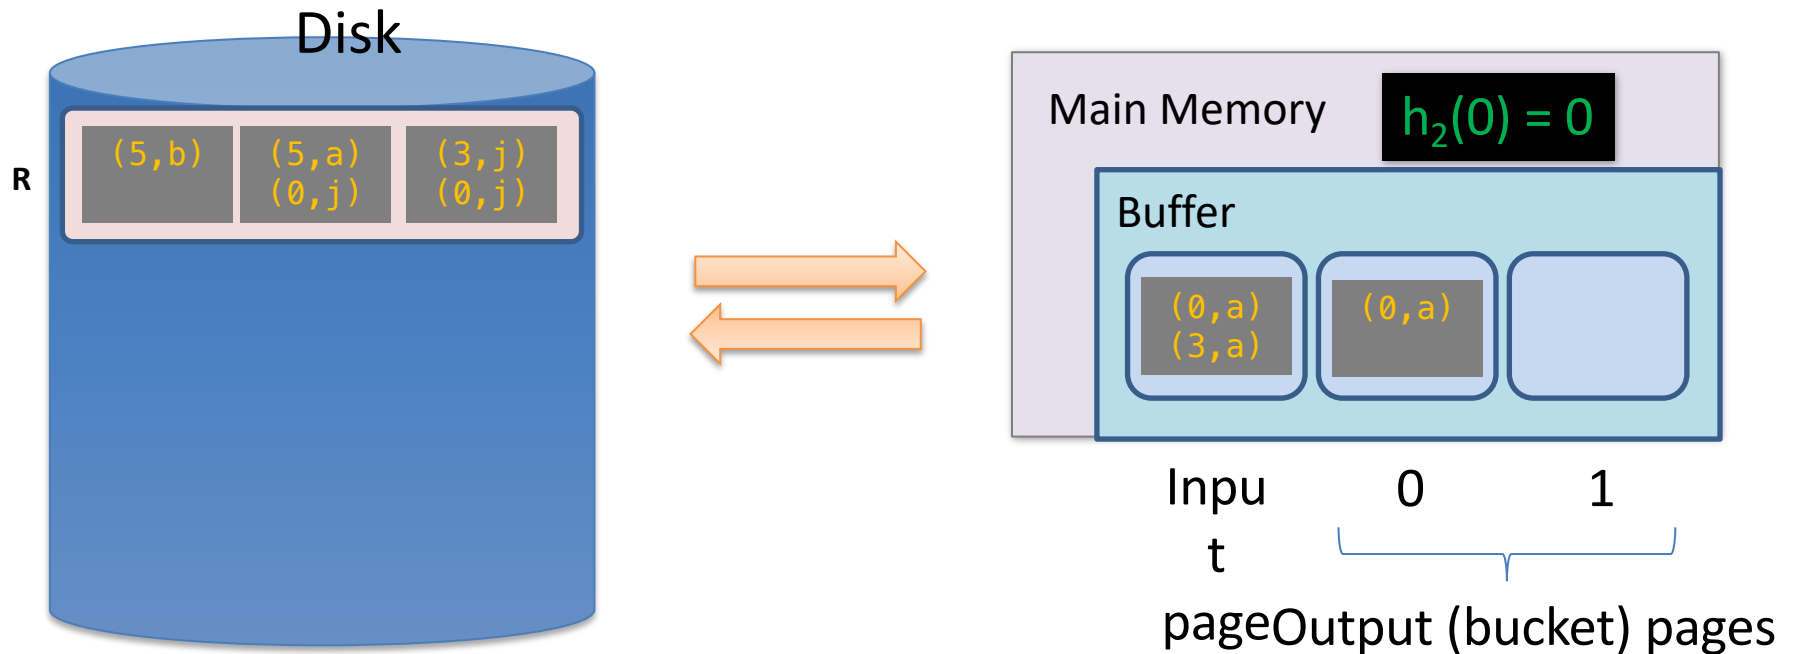 Disk
R
(5,b)
(5,a)
(0,j)
(3,j)
(0,j)
Main Memory
h₂(0) = 0
Buffer
(0,a)
(3,a)
(0,a)
Inpu
t
page
0
1
Output (bucket) pages